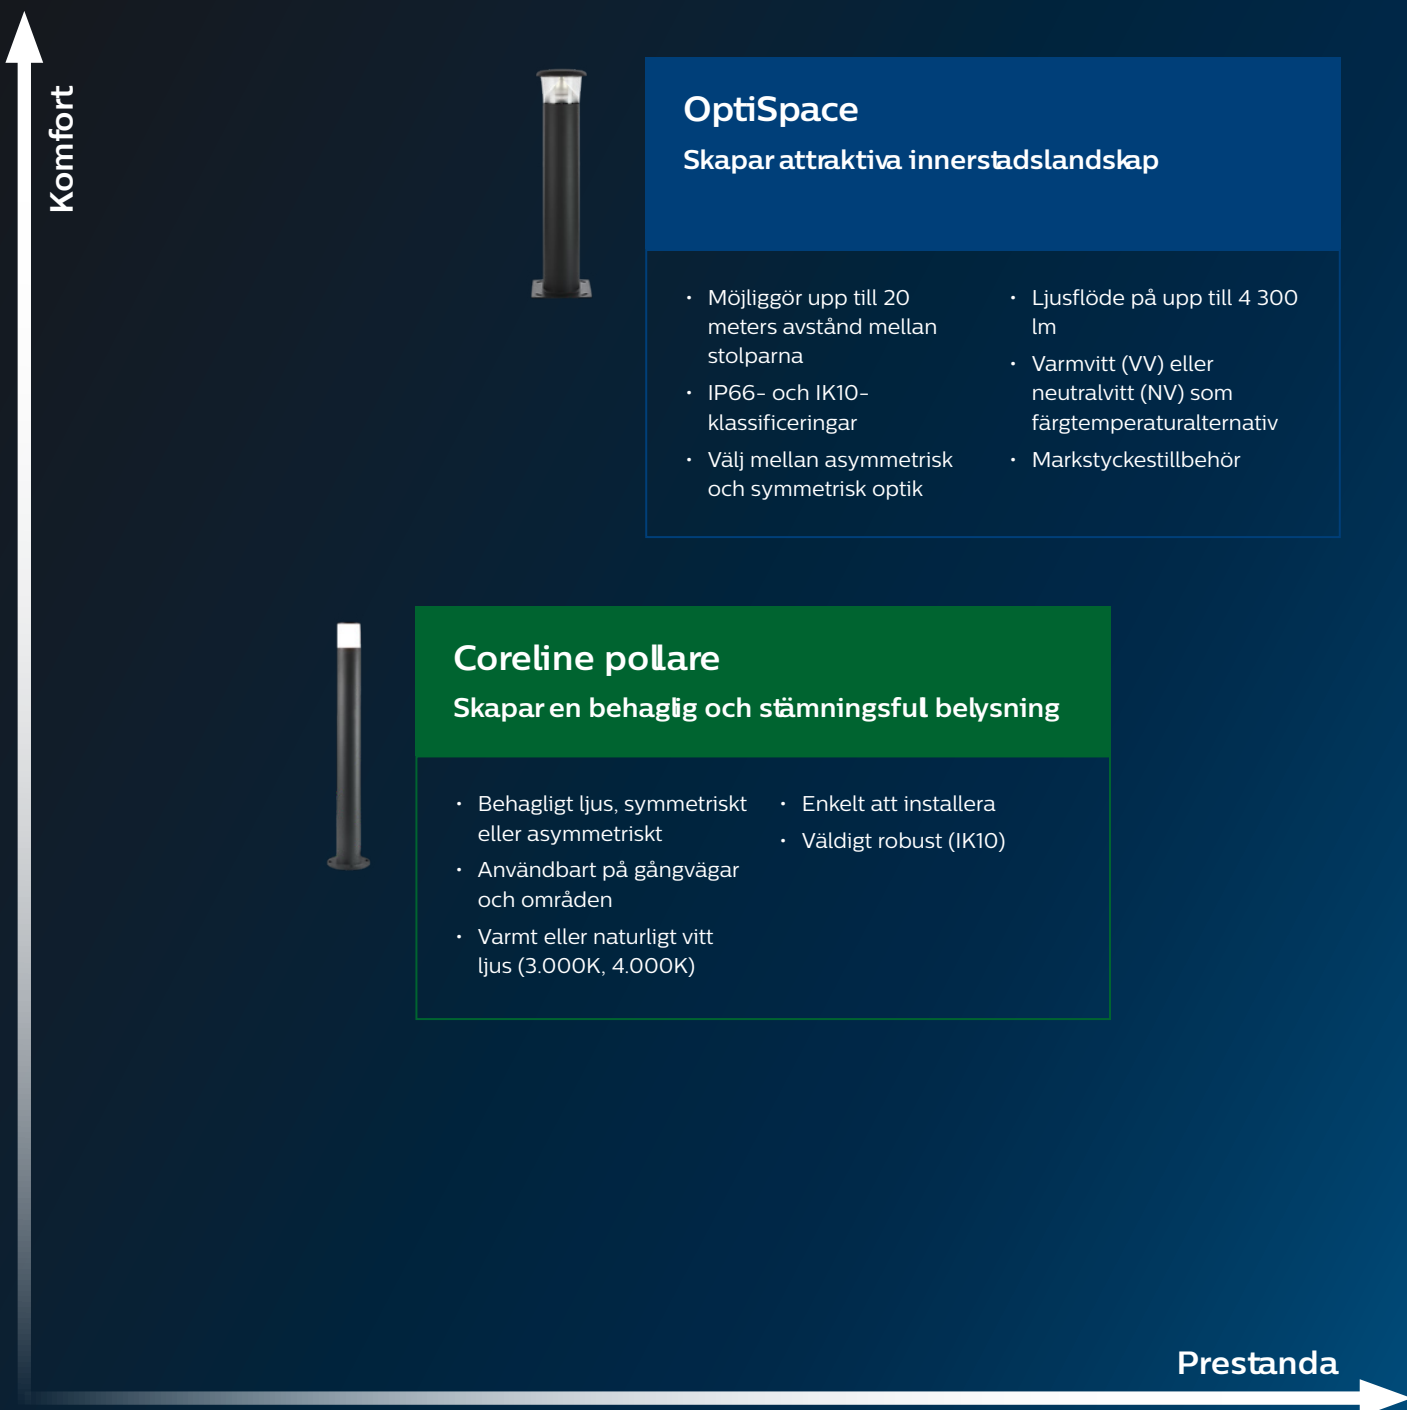 Komfort
OptiSpace
Skapar attraktiva innerstadslandskap
• Möjliggör upp till 20
meters avstånd mellan
stolparna
• IP66- och IK10-
klassificeringar
• Välj mellan asymmetrisk
och symmetrisk optik
• Ljusflöde på upp till 4 300
lm
• Varmvitt (VV) eller
neutralvitt (NV) som
färgtemperaturalternativ
• Markstyckestillbehör
Coreline pollare
Skapar en behaglig och stämningsfull belysning
• Behagligt ljus, symmetriskt
eller asymmetriskt
• Användbart på gångvägar
och områden
• Varmt eller naturligt vitt
ljus (3.000K, 4.000K)
• Enkelt att installera
• Väldigt robust (IK10)
Prestanda